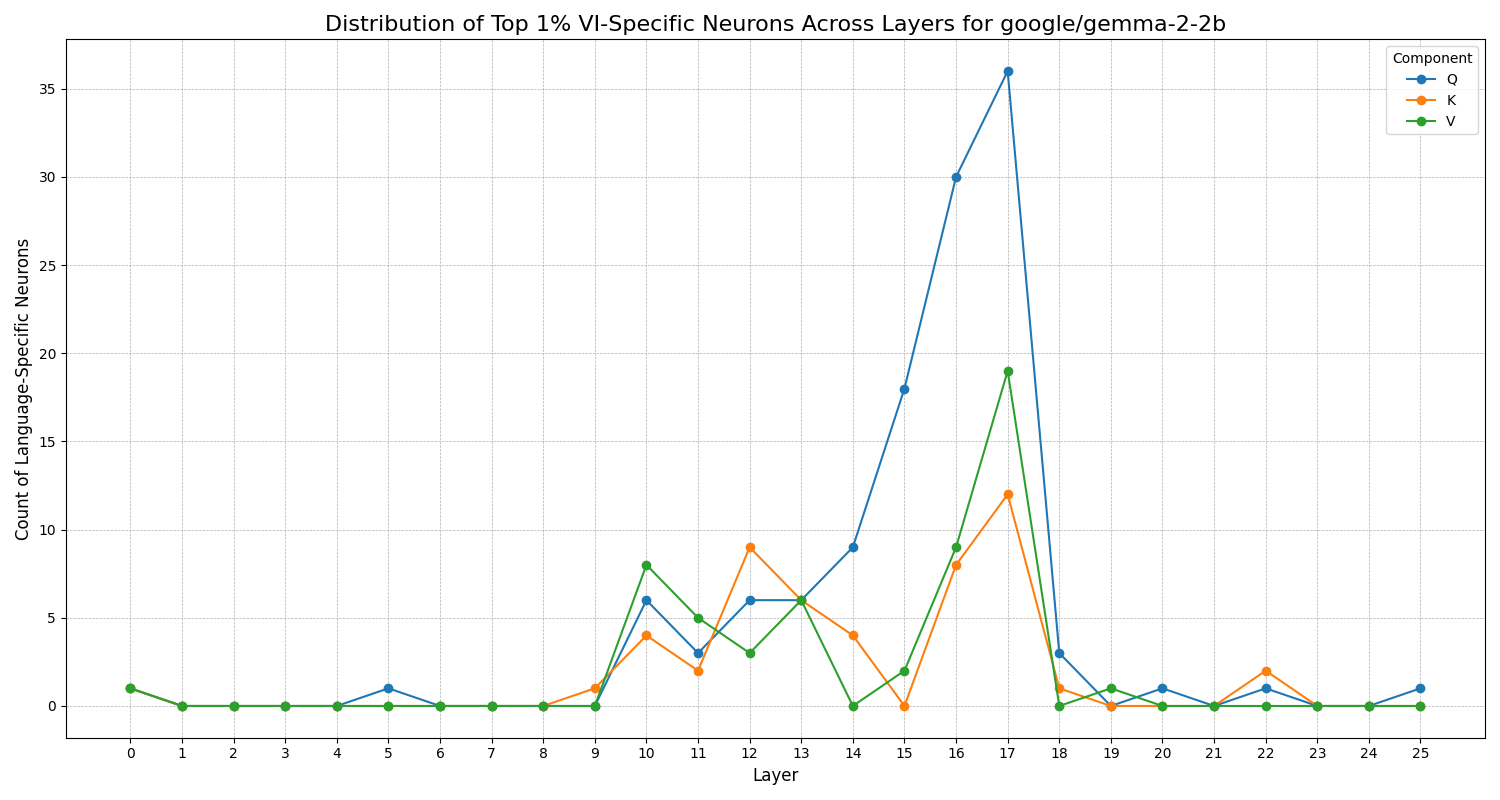 Distribution of Top 1% VI-Specific Neurons Across Layers for google/gemma-2-2b
Component
Q
K
V
Count of Language-Specific Neurons
35
30
25
20
15
10
5
0
0 1 2 3 4 5 6 7 8 9 10 11 12 13 14 15 16 17 18 19 20 21 22 23 24 25
Layer